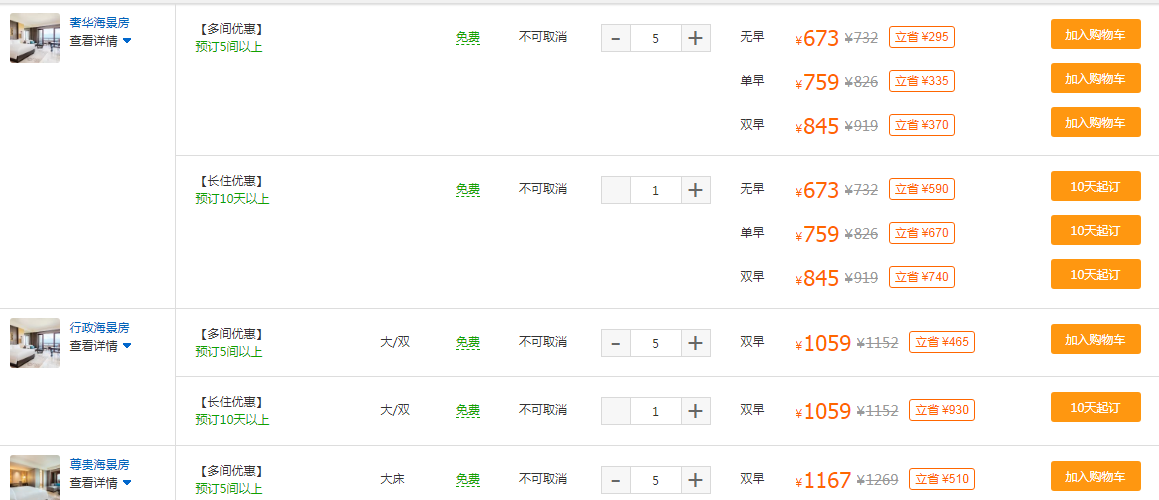 奢华海景房
查看详情
【多间优惠】
预订5间以上
免费
不可取消
- 5 +
无早 ¥673 ¥732 立省 ¥295 加入购物车
单早 ¥759 ¥826 立省 ¥335 加入购物车
双早 ¥845 ¥919 立省 ¥370 加入购物车
【长住优惠】
预订10天以上
免费
不可取消
1 +
无早 ¥673 ¥732 立省 ¥590 10天起订
单早 ¥759 ¥826 立省 ¥670 10天起订
双早 ¥845 ¥919 立省 ¥740 10天起订
行政海景房
查看详情
【多间优惠】
预订5间以上
大/双 免费 不可取消 - 5 + 双早 ¥1059 ¥1152 立省 ¥465 加入购物车
【长住优惠】
预订10天以上
大/双 免费 不可取消 1 + 双早 ¥1059 ¥1152 立省 ¥930 10天起订
尊贵海景房
查看详情
【多间优惠】
预订5间以上
大床 免费 不可取消 - 5 + 双早 ¥1167 ¥1269 立省 ¥510 加入购物车